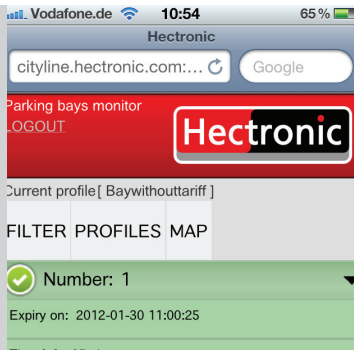 Vodafone.de 10:54 65 %
Hectronic
cityline.hectronic.com:... Google
Parking bays monitor
LOGOUT
Hectronic
Current profile[ Baywithouttariff ]
FILTER PROFILES MAP
Number: 1
Expiry on: 2012-01-30 11:00:25